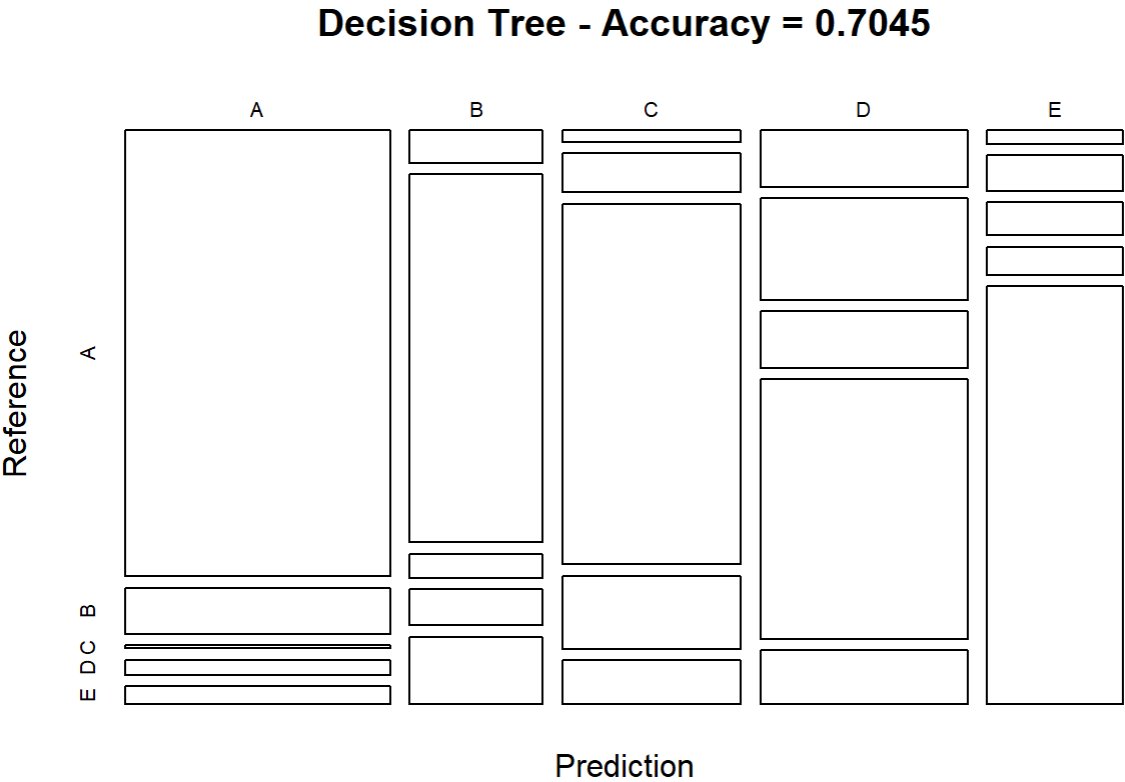 Decision Tree - Accuracy = 0.7045
A B C D E
Reference
A
B
C
D
E
Prediction